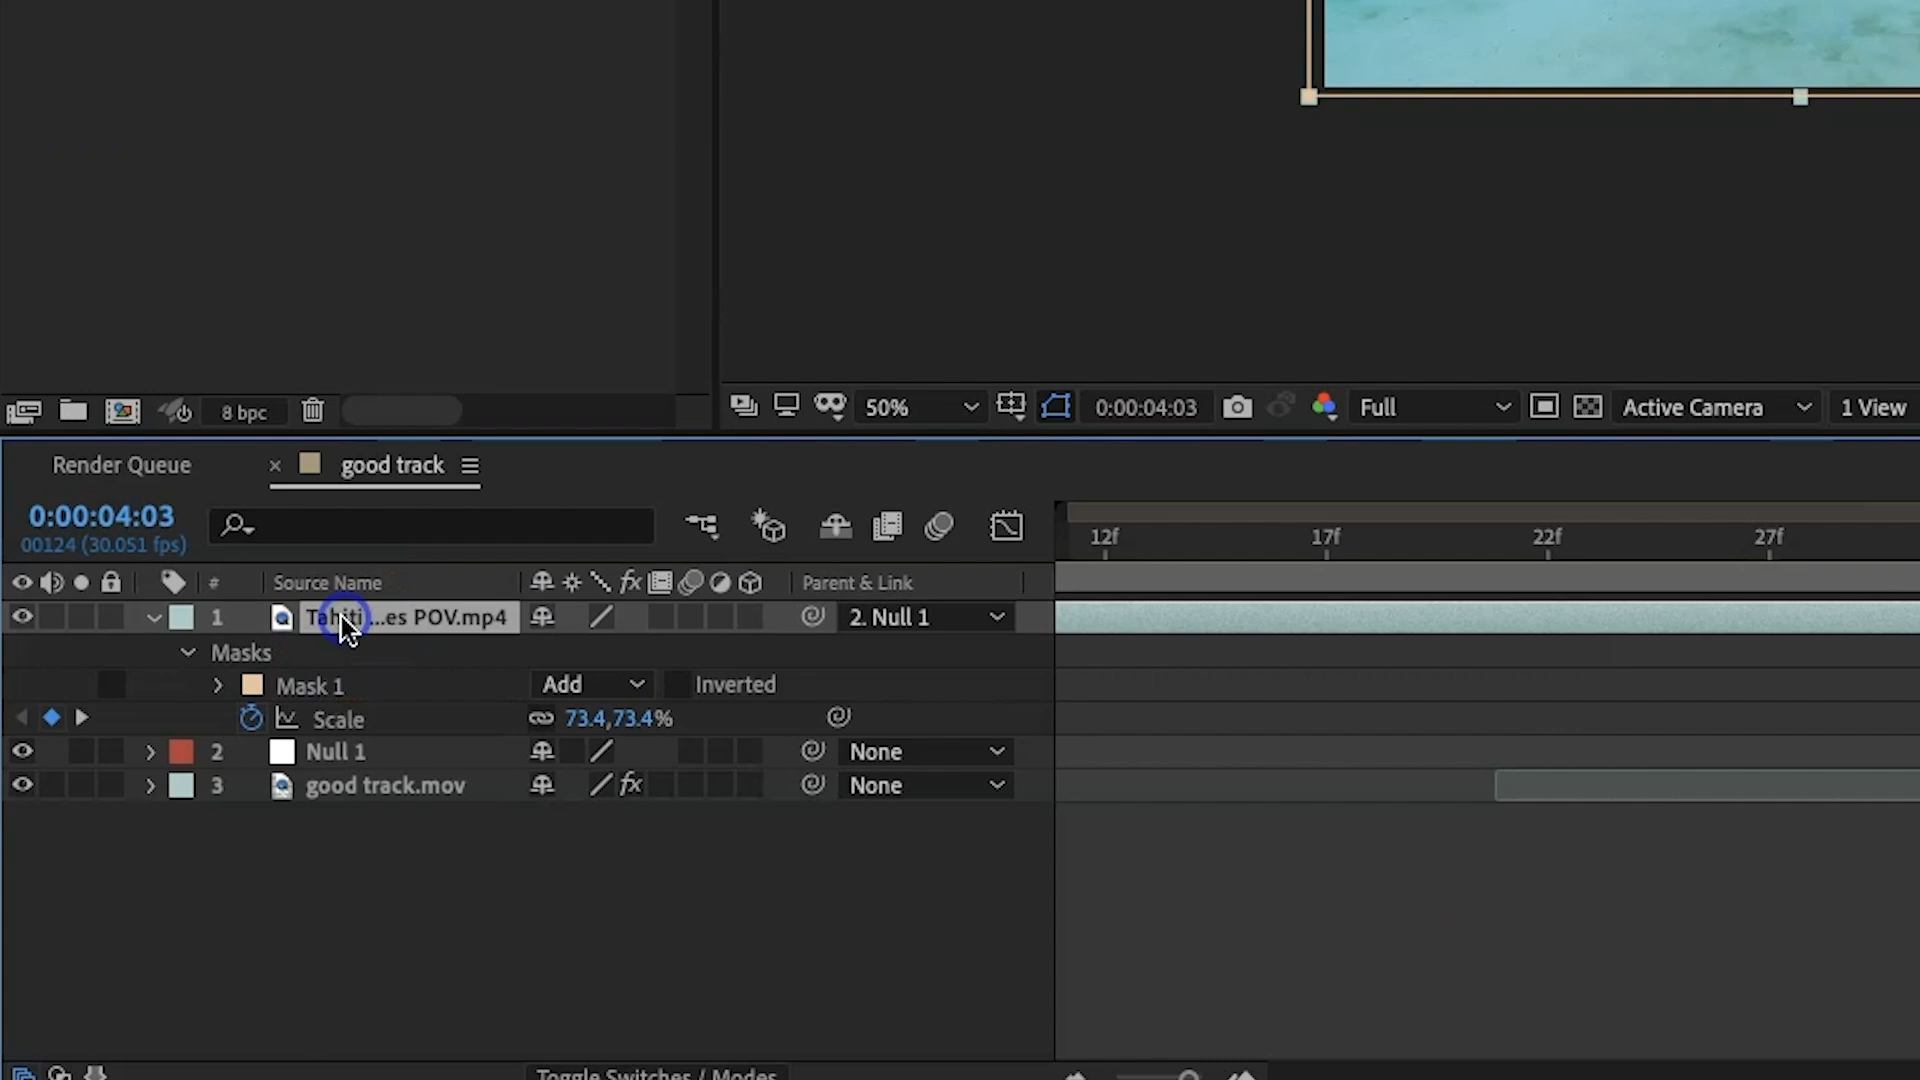 8 bpc
50%
0:00:04:03
Full
Active Camera
1 View
Render Queue
× good track
0:00:04:03
00124 (30.051 fps)
12f 17f 22f 27f
# Source Name fx Parent & Link
1 Tahiti ...es POV.mp4 2. Null 1
Masks
Mask 1 Add Inverted
Scale 73.4,73.4%
2 Null 1 None
3 good track.mov fx None
Toggle Switches / Modes